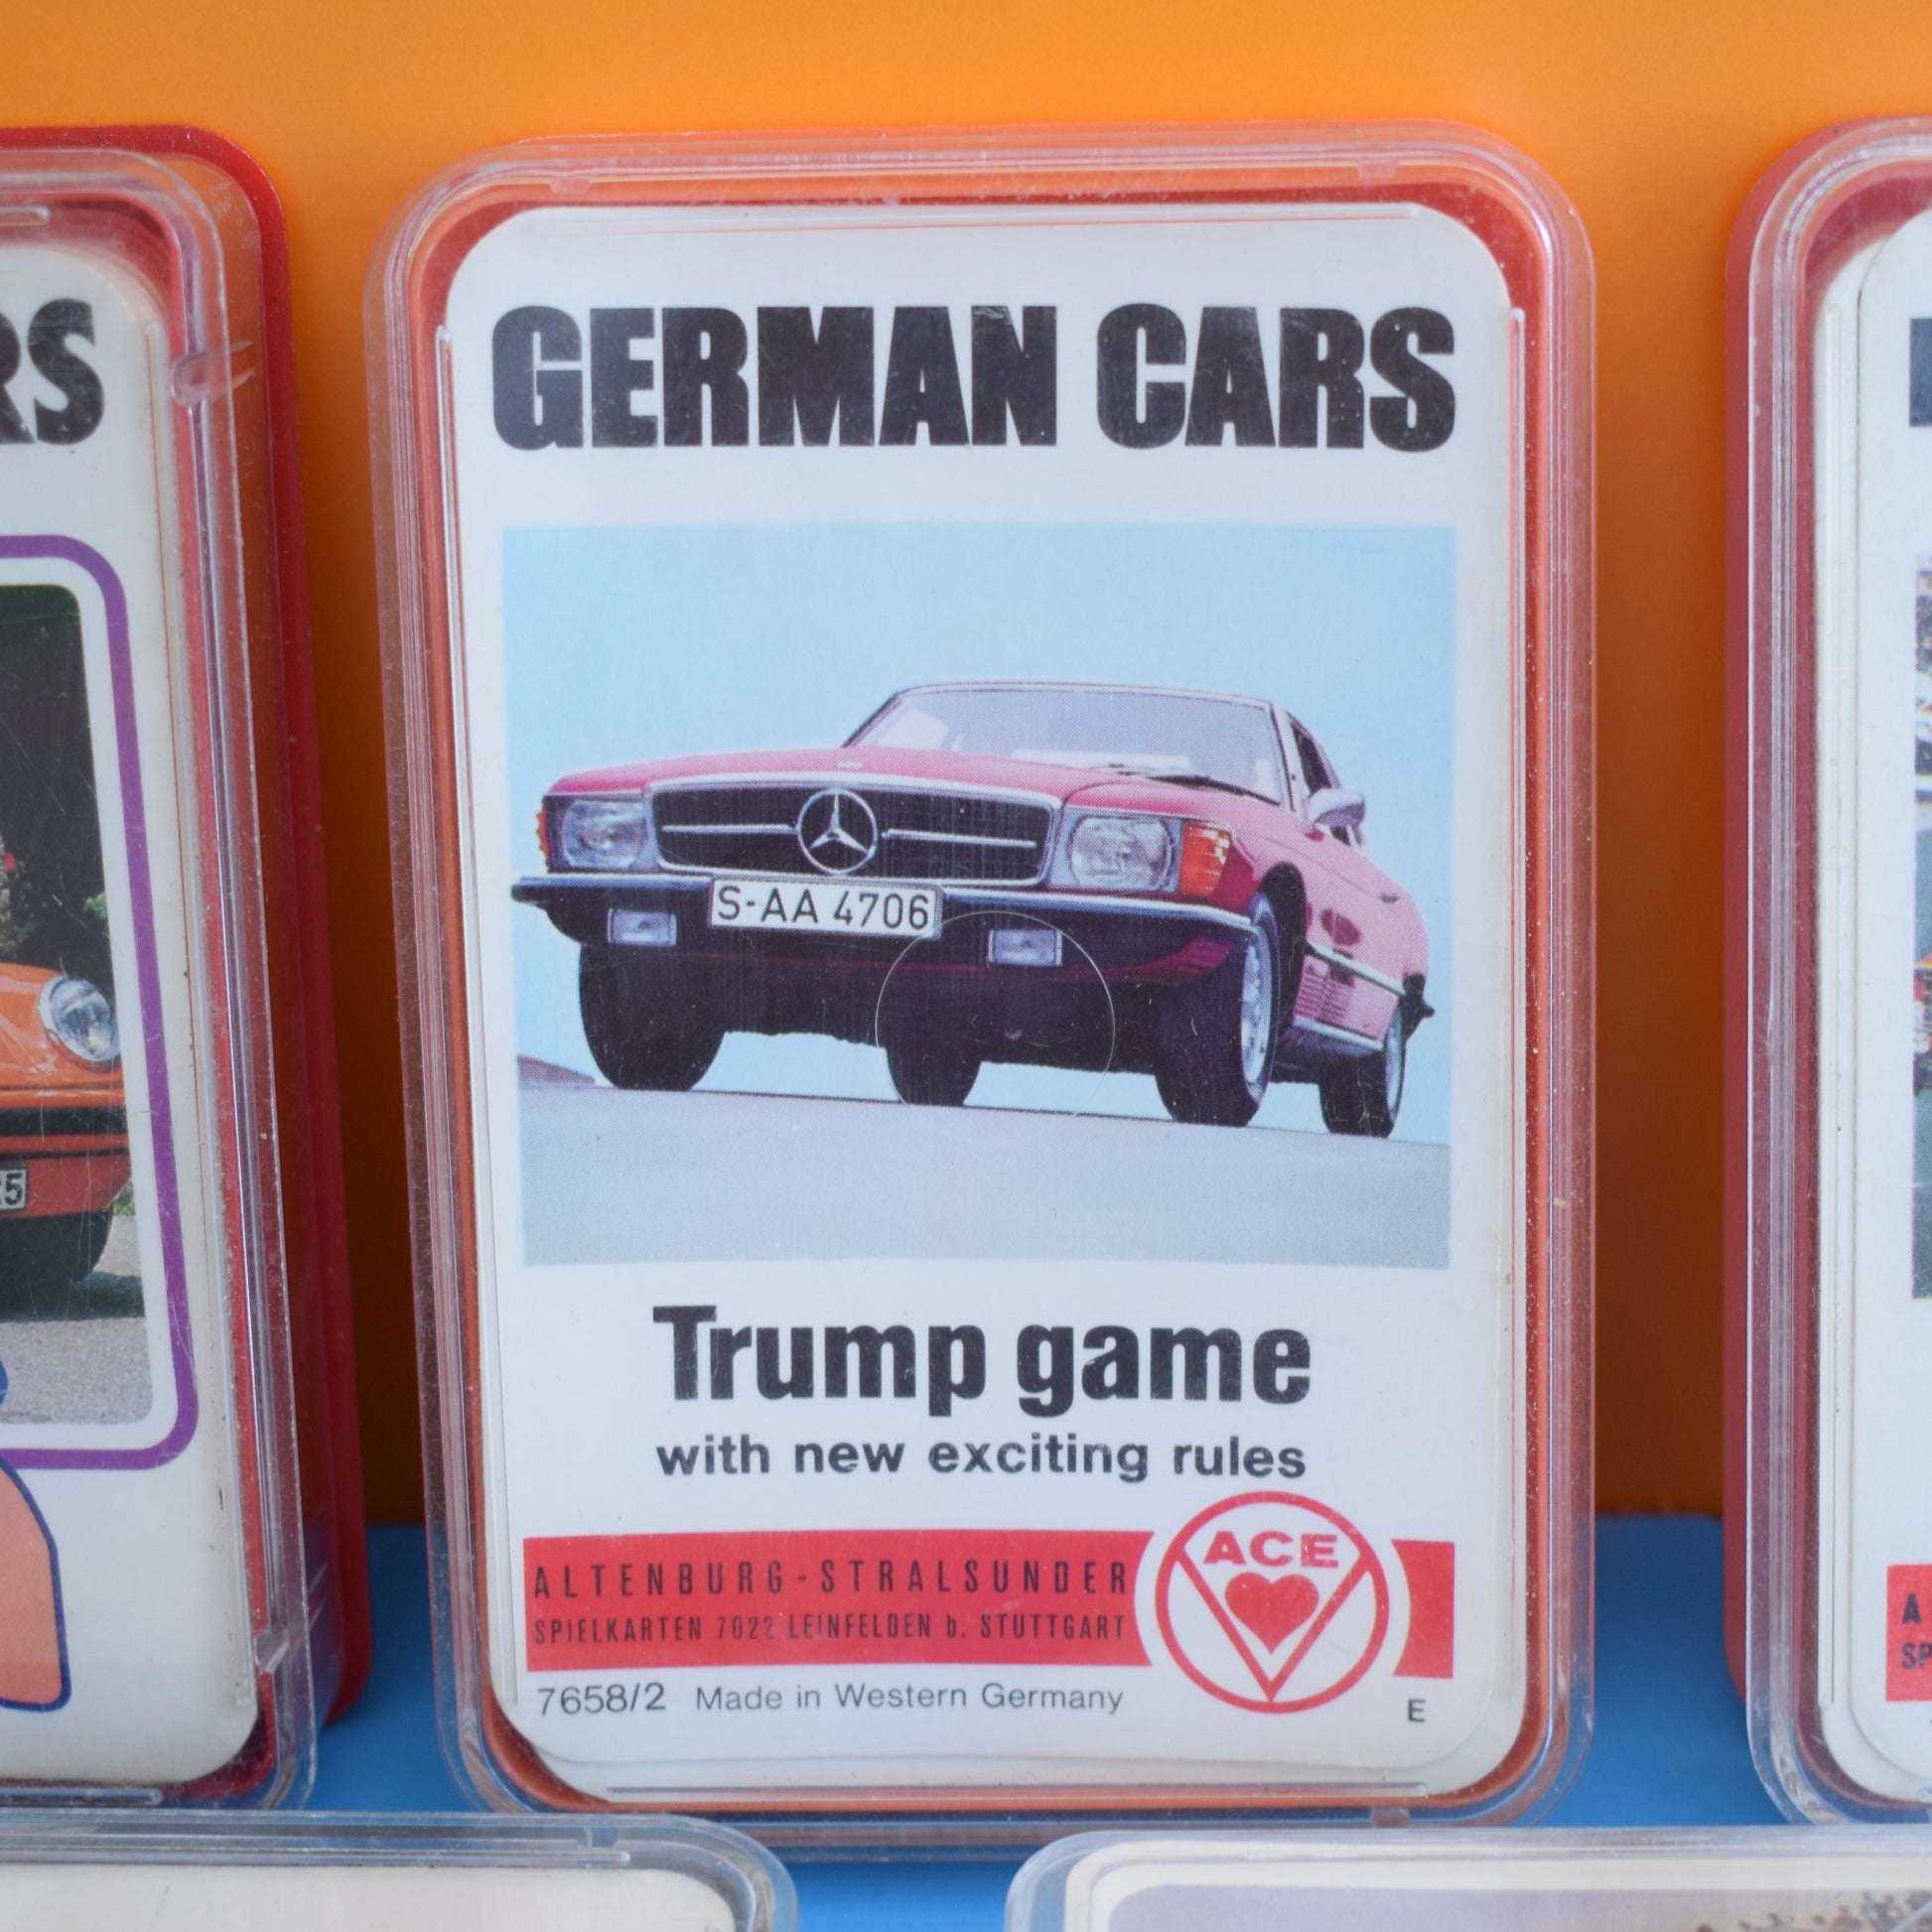 GERMAN CARS
S-AA 4706
Trump game
with new exciting rules
ACE
ALTENBURG-STRALSUNDER
SPIELKARTEN 7022 LEINFELDEN b. STUTTGART
7658/2 Made in Western Germany
E
RS
A
SP